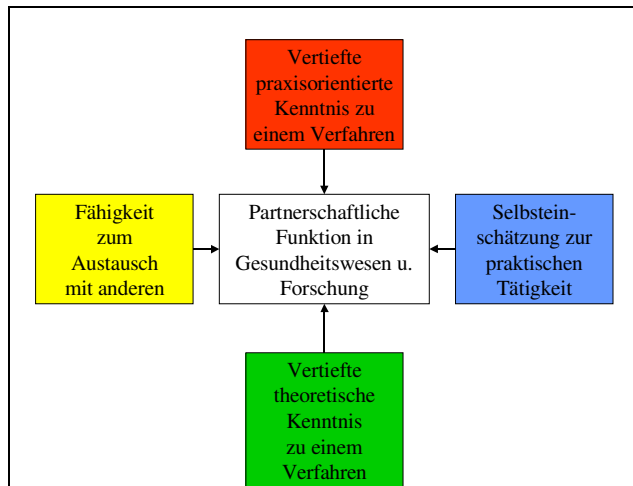 Vertiefte
praxisorientierte
Kenntnis zu
einem Verfahren
Fähigkeit
zum
Austausch
mit anderen
Partnerschaftliche
Funktion in
Gesundheitswesen u.
Forschung
Selbstein-
schätzung zur
praktischen
Tätigkeit
Vertiefte
theoretische
Kenntnis
zu einem
Verfahren